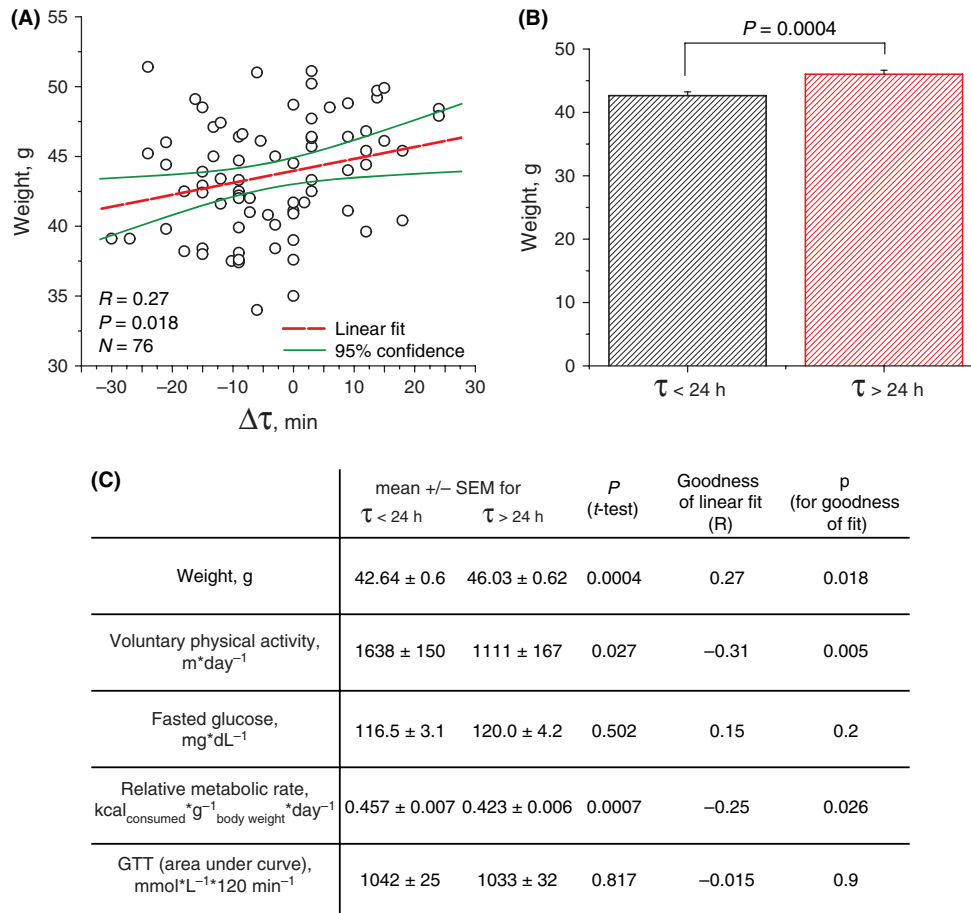 (A)
55
50
45
40
35
30
Weight, g
R = 0.27
P = 0.018
N = 76
Linear fit
95% confidence
–30
–20
–10
0
10
20
30
Δτ, min
(B)
P = 0.0004
50
40
30
20
10
0
Weight, g
τ < 24 h
τ > 24 h
(C)
mean +/– SEM for
τ < 24 h τ > 24 h
P
(t-test)
Goodness
of linear fit
(R)
p
(for goodness
of fit)
Weight, g
42.64 ± 0.6 46.03 ± 0.62 0.0004 0.27 0.018
Voluntary physical activity,
m*day⁻¹
1638 ± 150 1111 ± 167 0.027 –0.31 0.005
Fasted glucose,
mg*dL⁻¹
116.5 ± 3.1 120.0 ± 4.2 0.502 0.15 0.2
Relative metabolic rate,
kcal consumed*g⁻¹ body weight*day⁻¹
0.457 ± 0.007 0.423 ± 0.006 0.0007 –0.25 0.026
GTT (area under curve),
mmol*L⁻¹*120 min⁻¹
1042 ± 25 1033 ± 32 0.817 –0.015 0.9